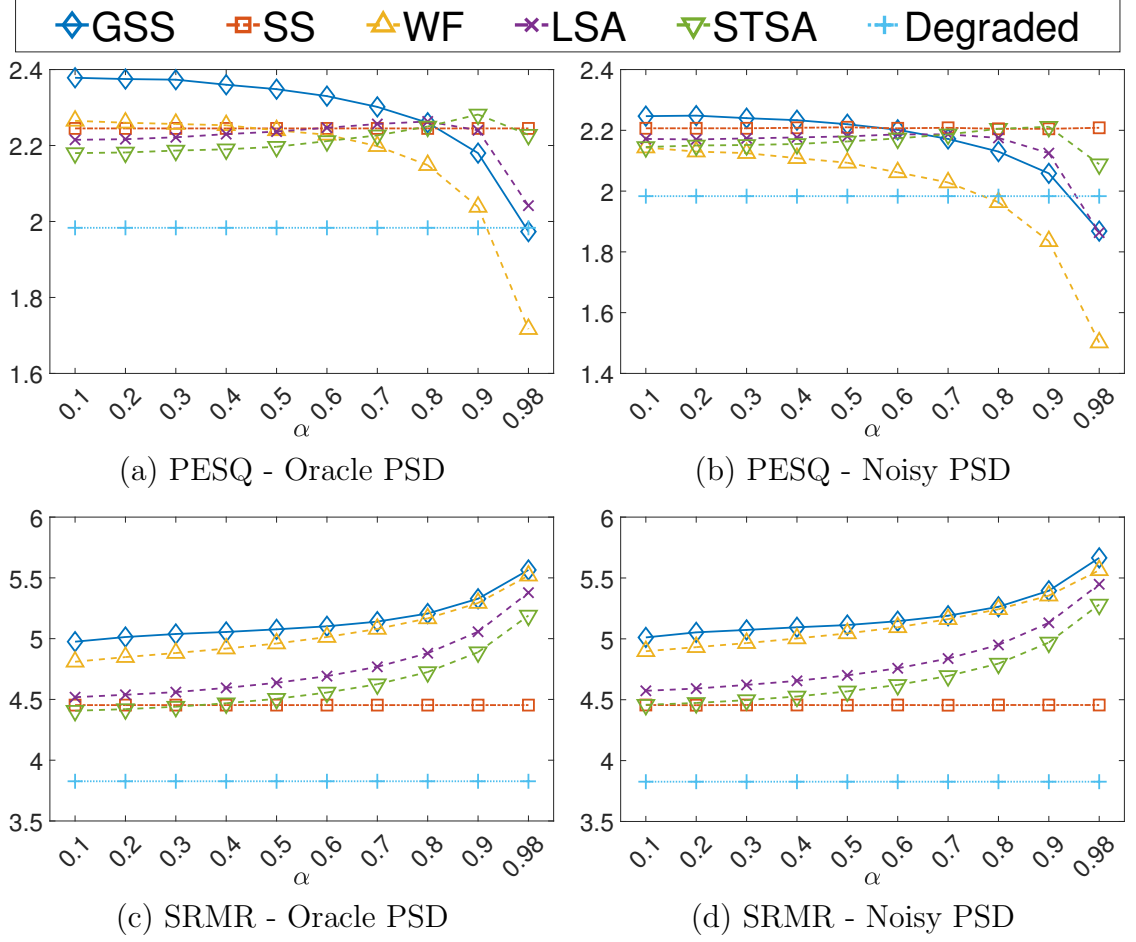 GSS SS WF LSA STSA Degraded
2.4
2.2
2
1.8
1.6
0.1 0.2 0.3 0.4 0.5 0.6 0.7 0.8 0.9 0.98
α
(a) PESQ - Oracle PSD
2.4
2.2
2
1.8
1.6
1.4
0.1 0.2 0.3 0.4 0.5 0.6 0.7 0.8 0.9 0.98
α
(b) PESQ - Noisy PSD
6
5.5
5
4.5
4
3.5
0.1 0.2 0.3 0.4 0.5 0.6 0.7 0.8 0.9 0.98
α
(c) SRMR - Oracle PSD
6
5.5
5
4.5
4
3.5
0.1 0.2 0.3 0.4 0.5 0.6 0.7 0.8 0.9 0.98
α
(d) SRMR - Noisy PSD